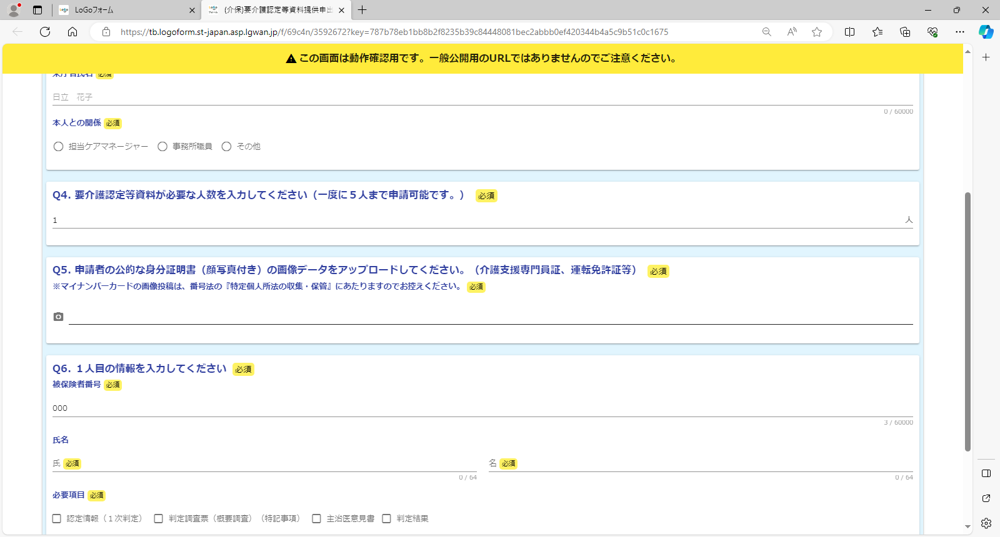 LoGoフォーム
(介保)要介護認定等資料提供申出
https://tb.logoform.st-japan.asp.lgwan.jp/f/69c4n/3592672?key=787b78eb1bb8b2f8235b39c84448081bec2abbb0ef420344b4a5c9b51c0c1675
この画面は動作確認用です。一般公開用のURLではありませんのでご注意ください。
来庁者氏名 必須
日立　花子
0 / 60000
本人との関係 必須
担当ケアマネージャー 事務所職員 その他
Q4. 要介護認定等資料が必要な人数を入力してください（一度に５人まで申請可能です。） 必須
1 人
Q5. 申請者の公的な身分証明書（顔写真付き）の画像データをアップロードしてください。（介護支援専門員証、運転免許証等） 必須
※マイナンバーカードの画像投稿は、番号法の『特定個人所法の収集・保管』にあたりますのでお控えください。 必須
Q6. １人目の情報を入力してください 必須
被保険者番号 必須
000
3 / 60000
氏名
氏 必須 名 必須
0 / 64 0 / 64
必要項目 必須
認定情報（１次判定） 判定調査票（概要調査）（特記事項） 主治医意見書 判定結果